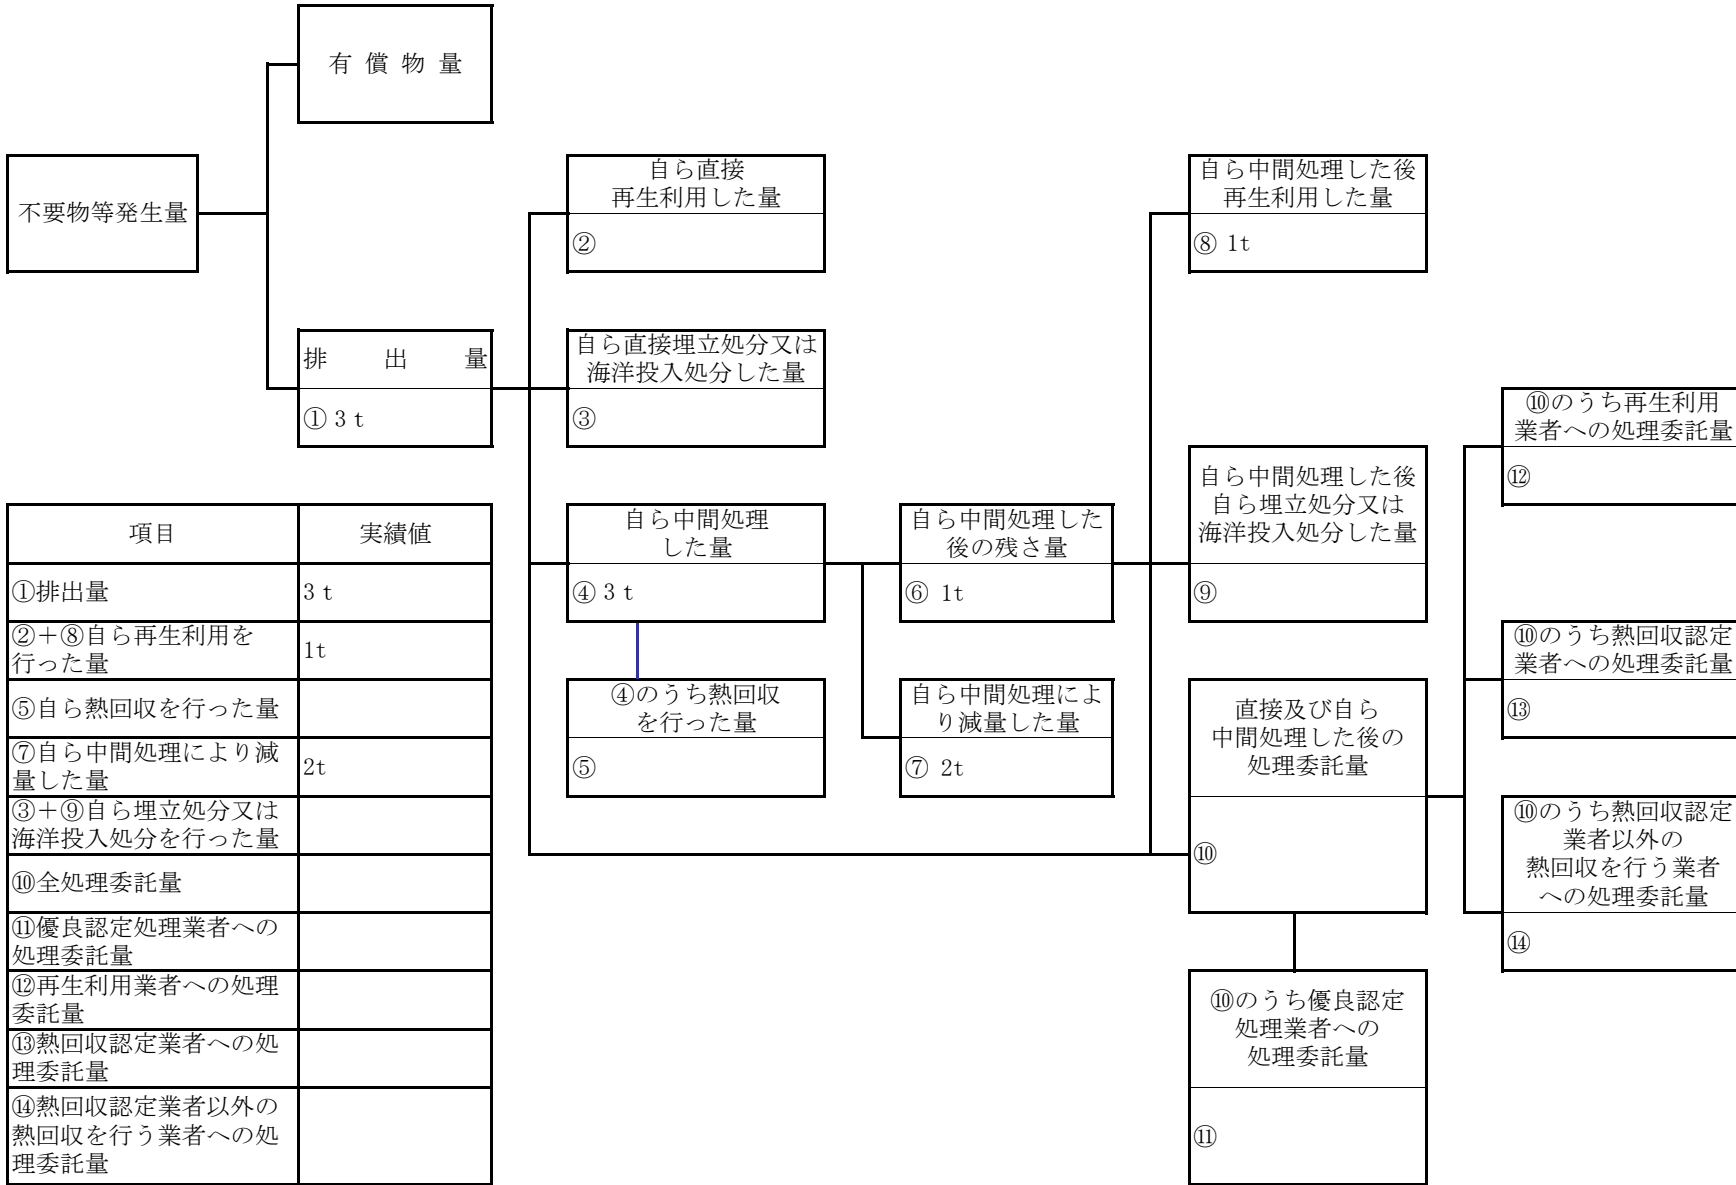 有 償 物 量
不要物等発生量
自ら直接
再生利用した量
②
自ら中間処理した後
再生利用した量
⑧ 1t
排 出 量
① 3 t
自ら直接埋立処分又は
海洋投入処分した量
③
自ら中間処理
した量
④ 3 t
自ら中間処理した
後の残さ量
⑥ 1t
自ら中間処理した後
自ら埋立処分又は
海洋投入処分した量
⑨
⑩のうち再生利用
業者への処理委託量
⑫
④のうち熱回収
を行った量
⑤
自ら中間処理によ
り減量した量
⑦ 2t
直接及び自ら
中間処理した後の
処理委託量
⑩
⑩のうち熱回収認定
業者への処理委託量
⑬
⑩のうち熱回収認定
業者以外の
熱回収を行う業者
への処理委託量
⑭
⑩のうち優良認定
処理業者への
処理委託量
⑪
項目 実績値
①排出量 3 t
②＋⑧自ら再生利用を
行った量 1t
⑤自ら熱回収を行った量
⑦自ら中間処理により減
量した量 2t
③＋⑨自ら埋立処分又は
海洋投入処分を行った量
⑩全処理委託量
⑪優良認定処理業者への
処理委託量
⑫再生利用業者への処理
委託量
⑬熱回収認定業者への処
理委託量
⑭熱回収認定業者以外の
熱回収を行う業者への処
理委託量